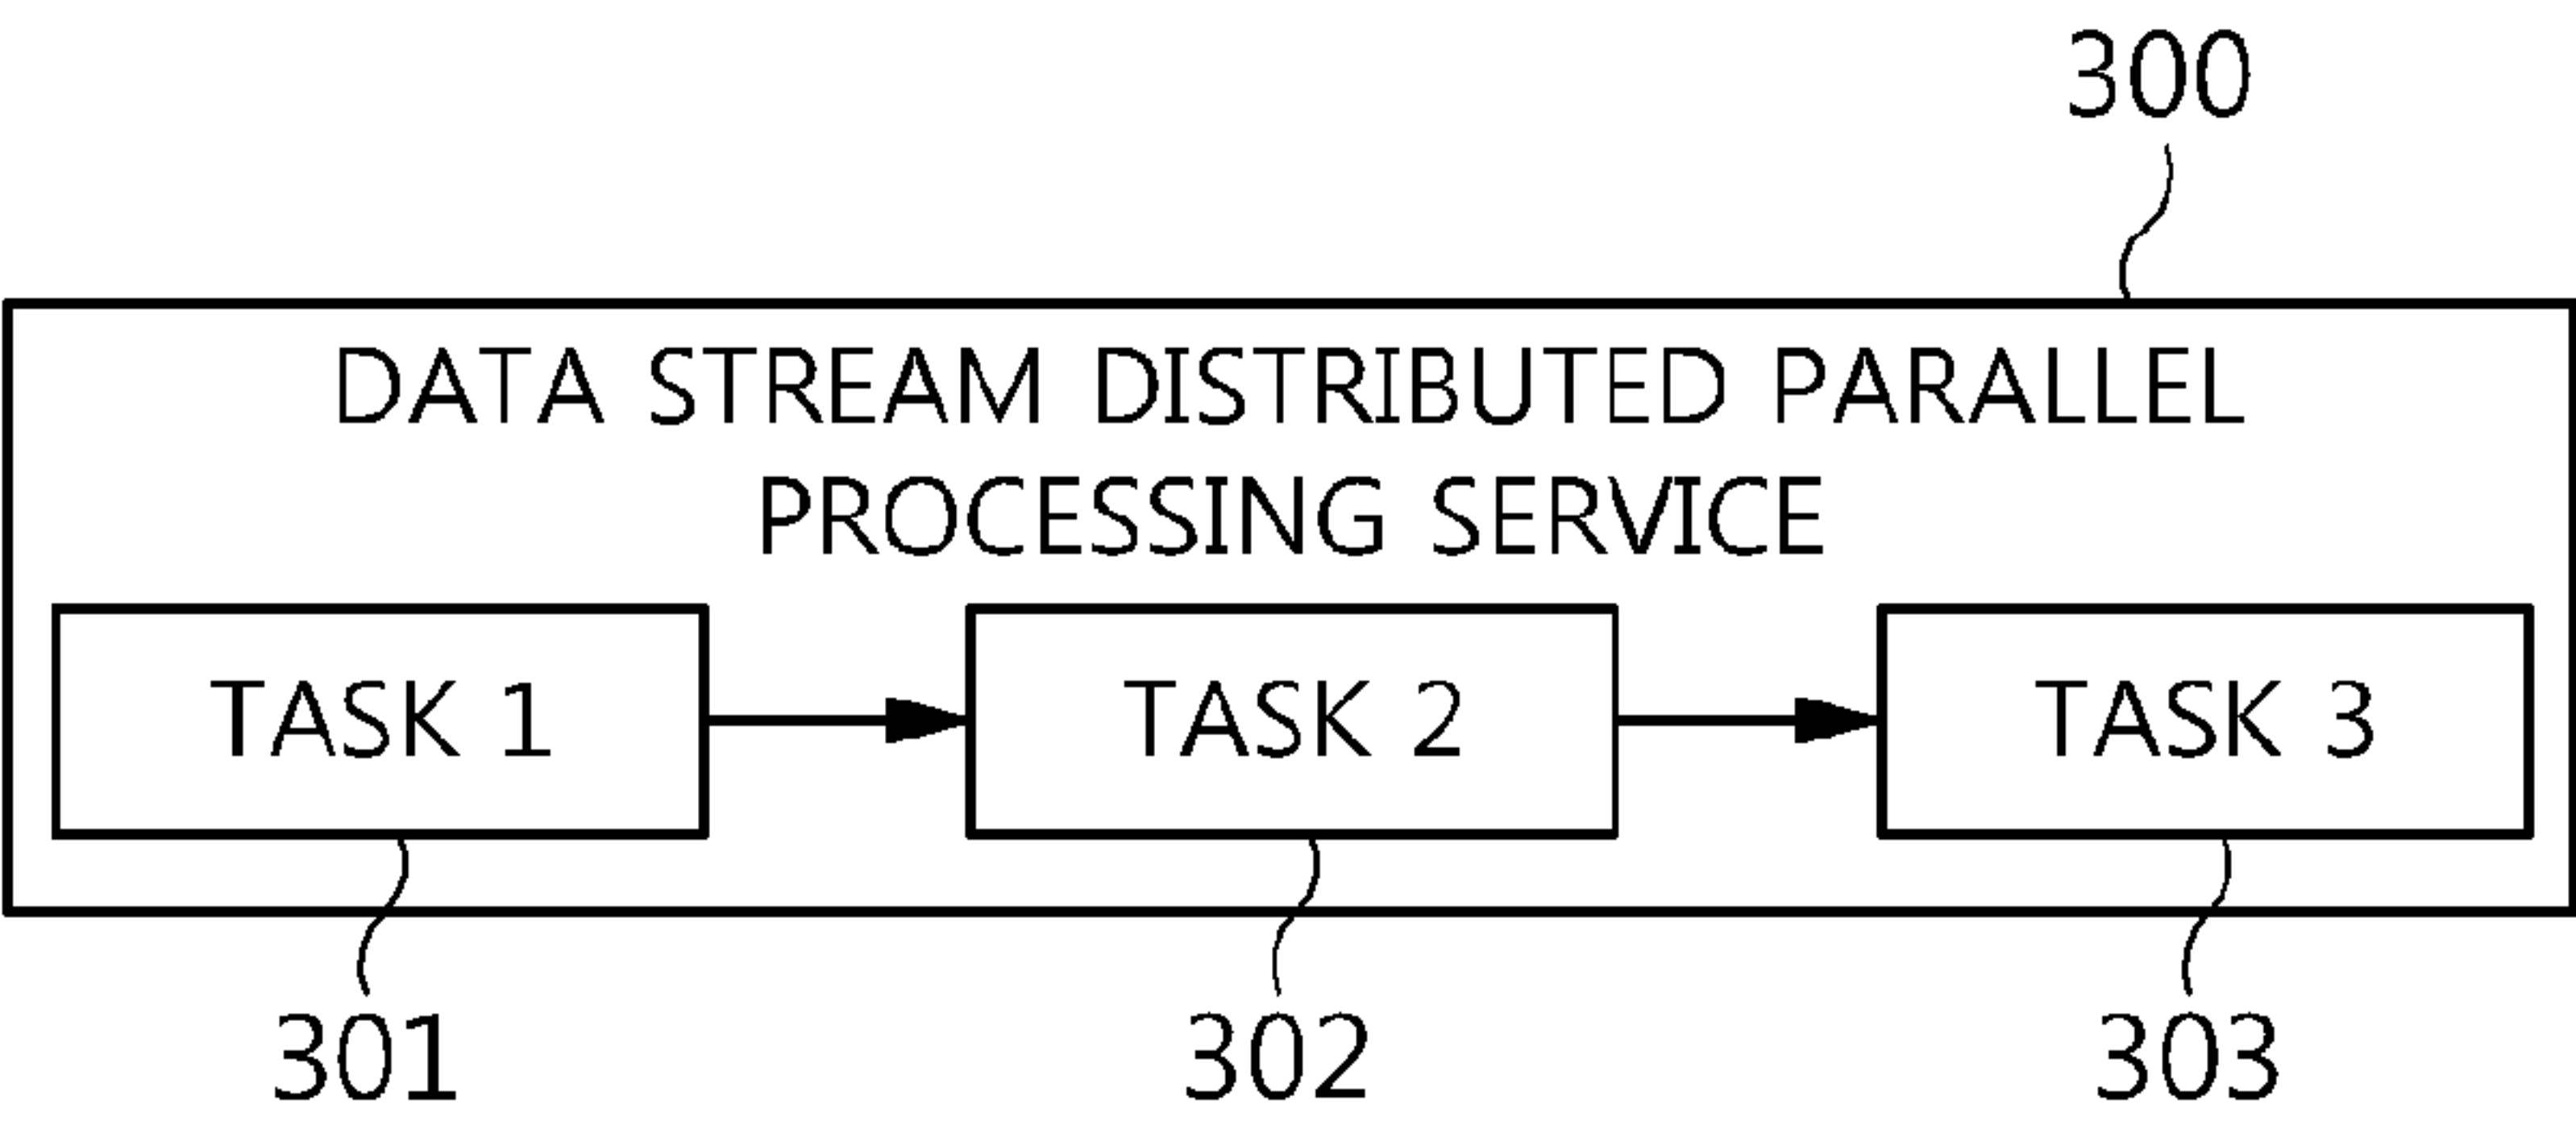 300
DATA STREAM DISTRIBUTED PARALLEL
PROCESSING SERVICE
TASK 1 TASK 2 TASK 3
301 302 303